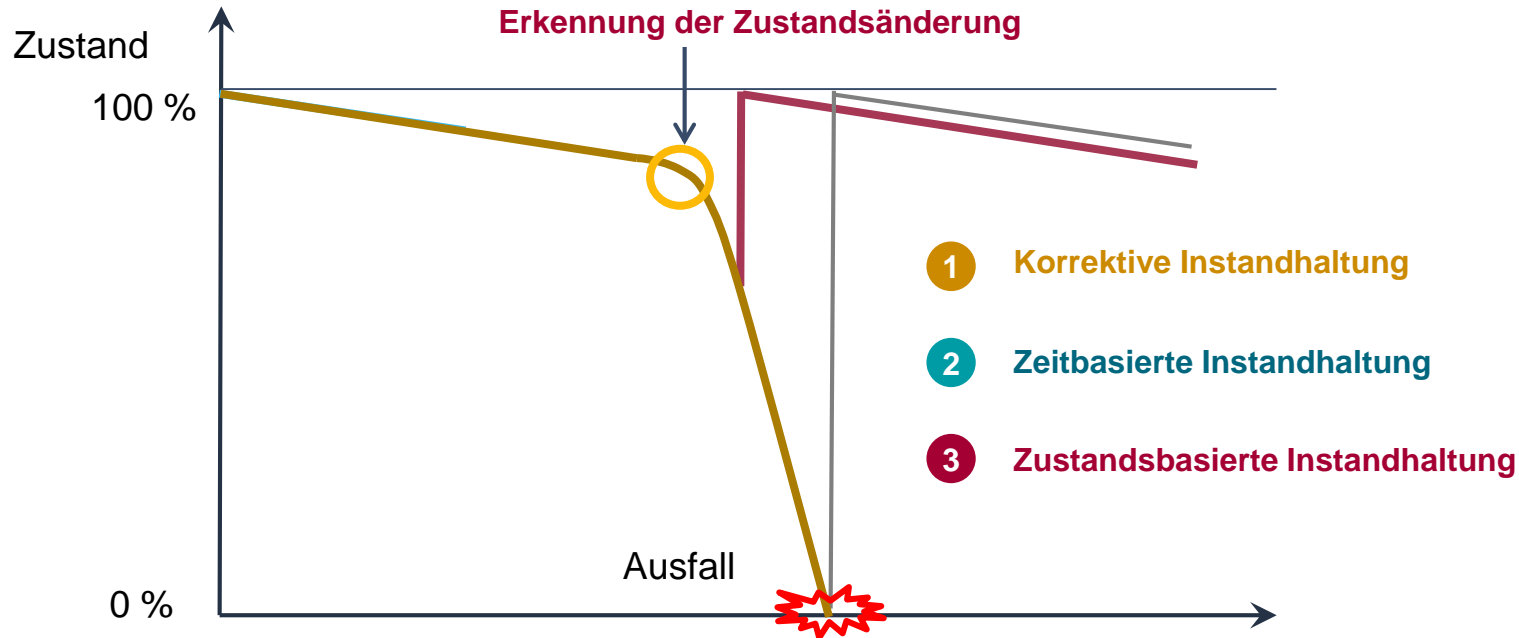 Erkennung der Zustandsänderung
Zustand
100 %
1 Korrektive Instandhaltung
2 Zeitbasierte Instandhaltung
3 Zustandsbasierte Instandhaltung
Ausfall
0 %